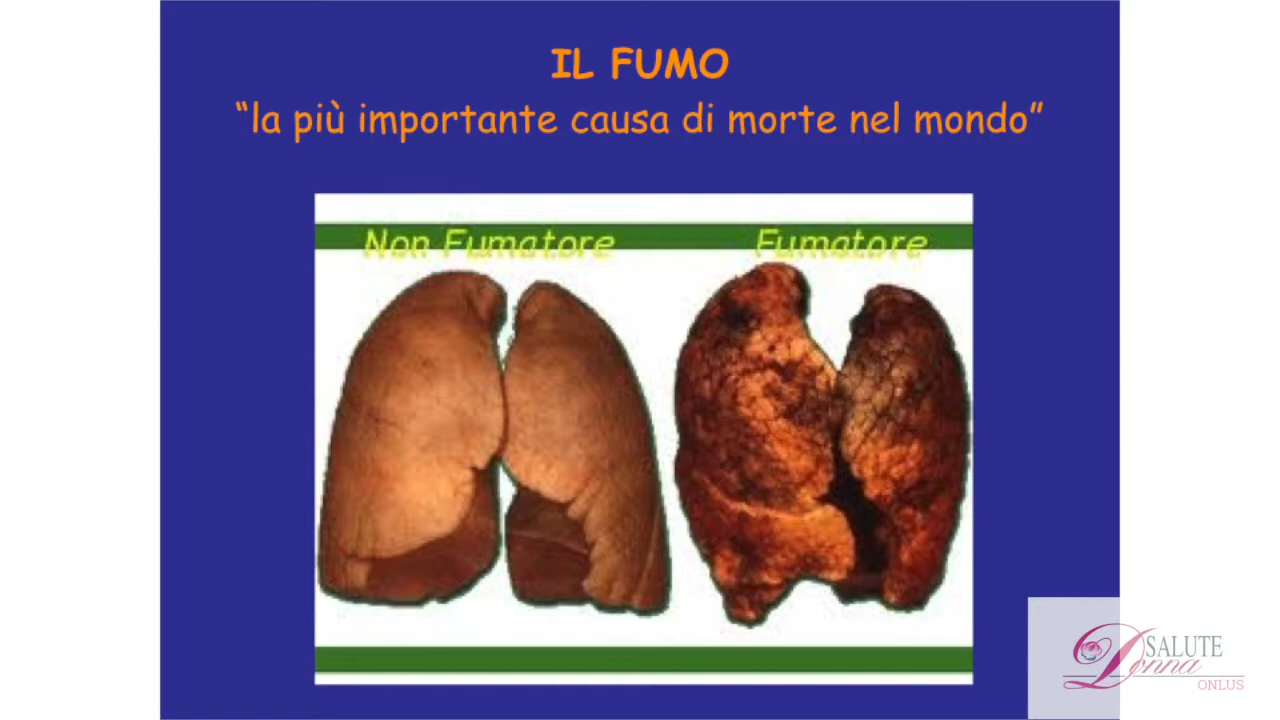 IL FUMO
“la più importante causa di morte nel mondo”
Non Fumatore
Fumatore
SALUTE
Donna
ONLUS